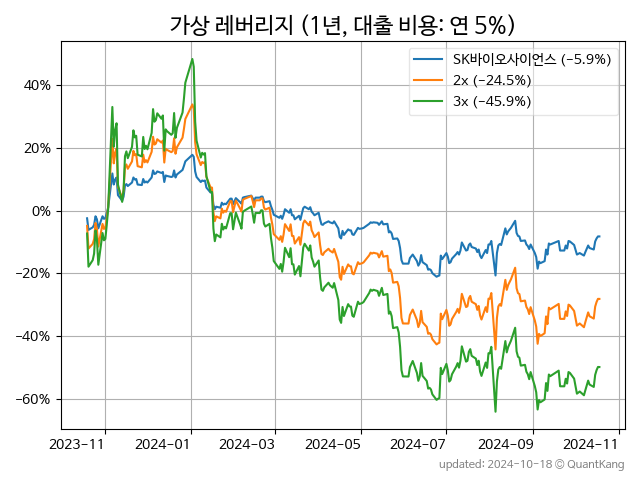 가상 레버리지 (1년, 대출 비용: 연 5%)
SK바이오사이언스 (−5.9%)
2x (−24.5%)
3x (−45.9%)
40%
20%
0%
−20%
−40%
−60%
2023-11 2024-01 2024-03 2024-05 2024-07 2024-09 2024-11
updated: 2024-10-18 ⓒ QuantKang